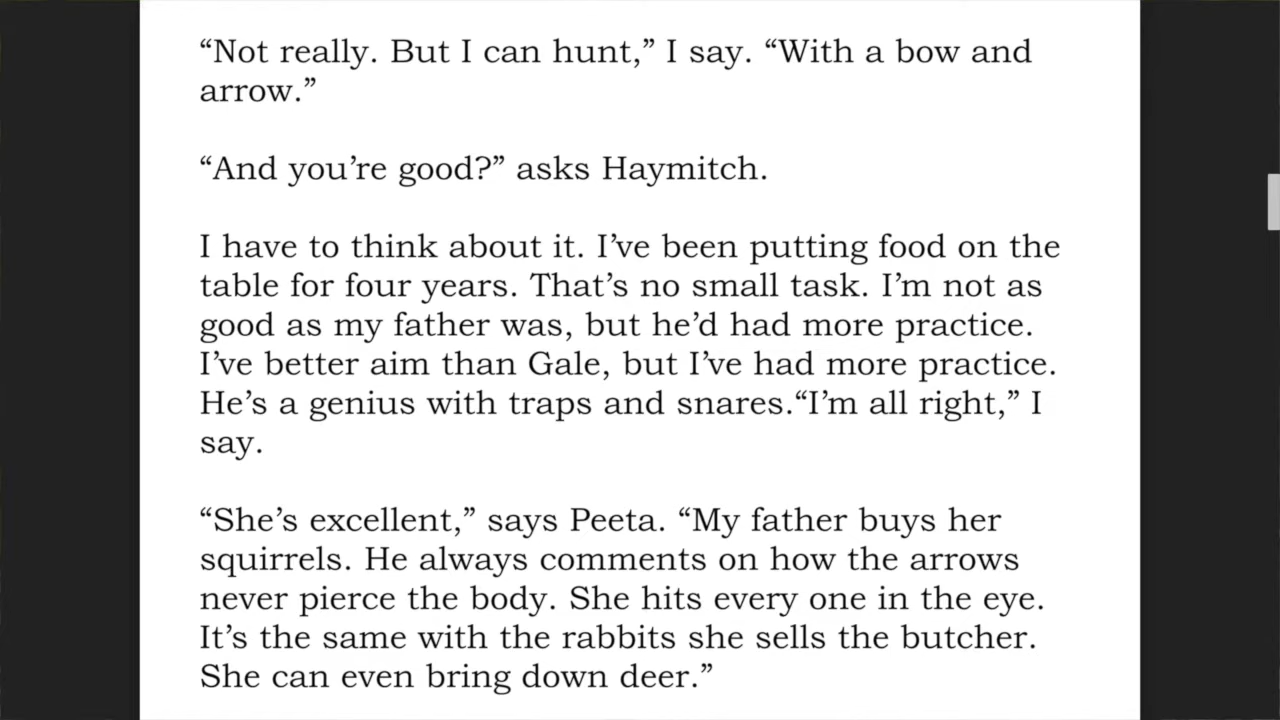 “Not really. But I can hunt,” I say. “With a bow and
arrow.”
“And you’re good?” asks Haymitch.
I have to think about it. I’ve been putting food on the
table for four years. That’s no small task. I’m not as
good as my father was, but he’d had more practice.
I’ve better aim than Gale, but I’ve had more practice.
He’s a genius with traps and snares.“I’m all right,” I
say.
“She’s excellent,” says Peeta. “My father buys her
squirrels. He always comments on how the arrows
never pierce the body. She hits every one in the eye.
It’s the same with the rabbits she sells the butcher.
She can even bring down deer.”